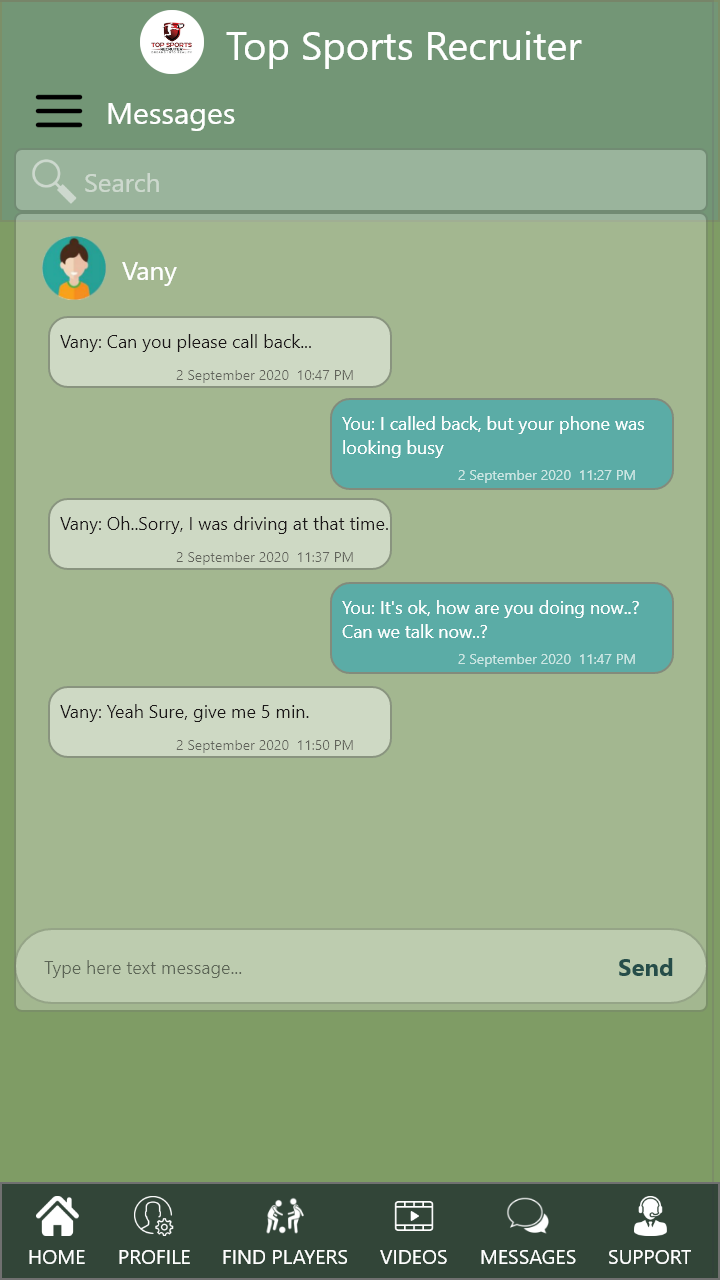 TOP SPORTS
RECRUITER
Top Sports Recruiter
Messages
Search
Vany
Vany: Can you please call back...
2 September 2020 10:47 PM
You: I called back, but your phone was
looking busy
2 September 2020 11:27 PM
Vany: Oh..Sorry, I was driving at that time.
2 September 2020 11:37 PM
You: It's ok, how are you doing now..?
Can we talk now..?
2 September 2020 11:47 PM
Vany: Yeah Sure, give me 5 min.
2 September 2020 11:50 PM
Type here text message...
Send
HOME
PROFILE
FIND PLAYERS
VIDEOS
MESSAGES
SUPPORT